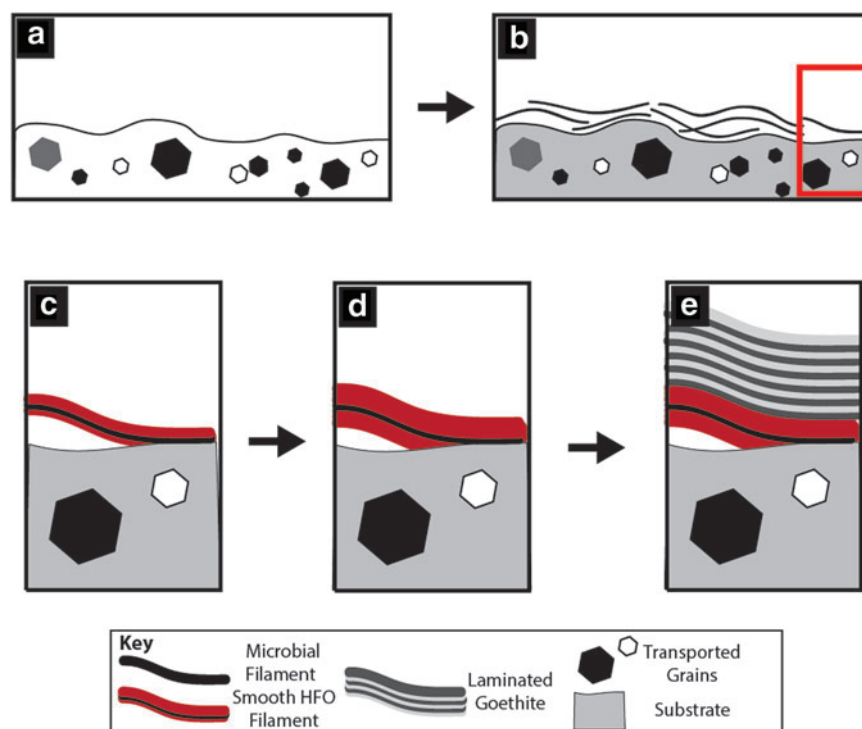 a
b
c
d
e
Key
Microbial
Filament
Smooth HFO
Filament
Laminated
Goethite
Transported
Grains
Substrate